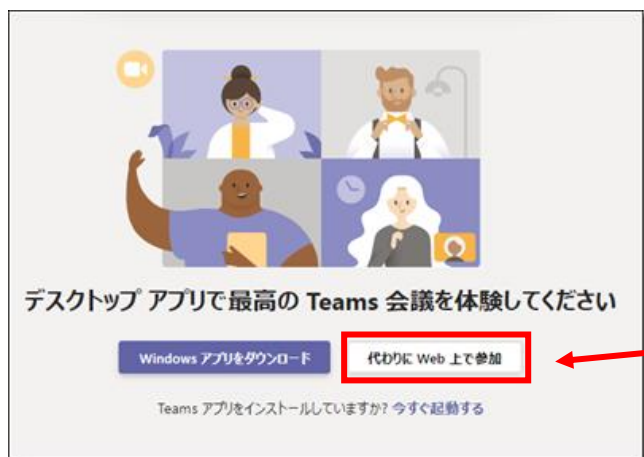 デスクトップ アプリで最高の Teams 会議を体験してください
Windows アプリをダウンロード
代わりに Web 上で参加
Teams アプリをインストールしていますか? 今すぐ起動する